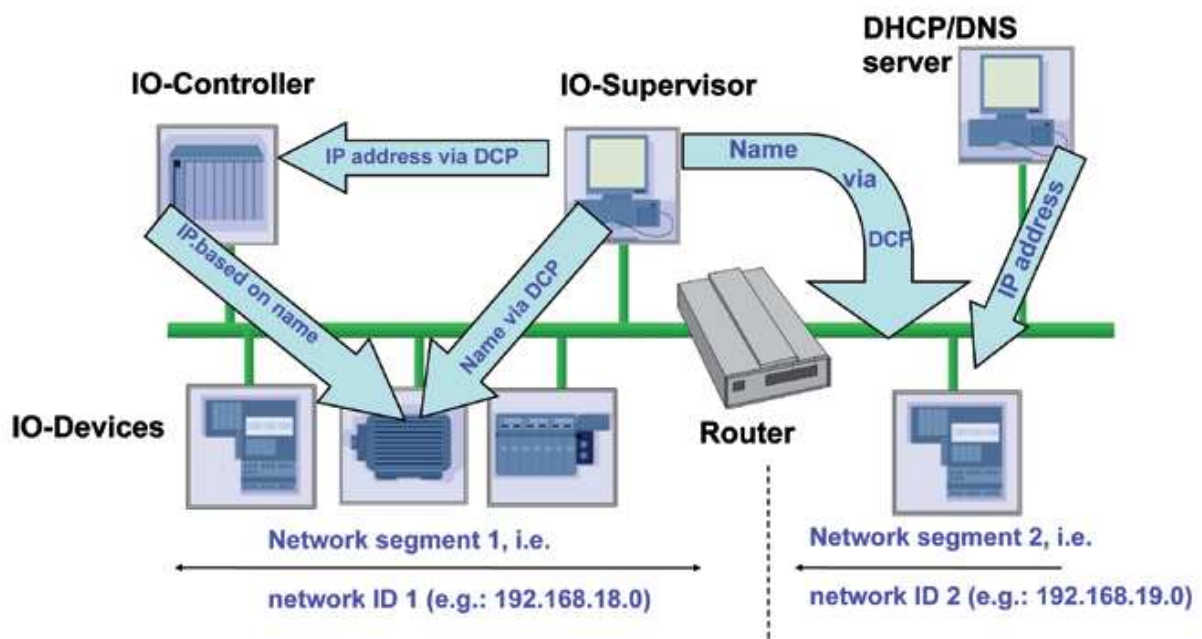 DHCP/DNS
server
IO-Controller
IO-Supervisor
IP address via DCP
Name
via
DCP
IP address
IP.based on name
Name via DCP
IO-Devices
Router
Network segment 1, i.e.
network ID 1 (e.g.: 192.168.18.0)
Network segment 2, i.e.
network ID 2 (e.g.: 192.168.19.0)